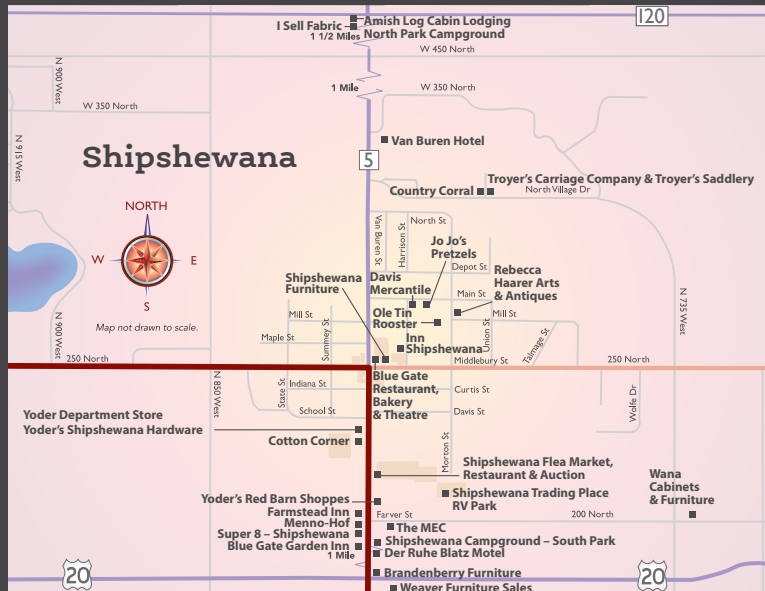 120
Amish Log Cabin Lodging
I Sell Fabric
North Park Campground
1 1/2 Miles
W 450 North
N 900 West
1 Mile
W 350 North
W 350 North
N 915 West
Van Buren Hotel
Shipshewana
5
Troyer's Carriage Company & Troyer's Saddlery
Country Corral
North Village Dr
NORTH
W
E
S
Map not drawn to scale.
North St
Van Buren St
Harrison St
Jo Jo's
Pretzels
Depot St
Rebecca
Haarer Arts
& Antiques
Shipshewana
Furniture
Davis
Mercantile
Main St
Mill St
Mill St
Ole Tin
Rooster
Union St
N 735 West
N 900 West
Summey St
Maple St
Inn
Shipshewana
Talmage St
250 North
Middlebury St
250 North
Blue Gate
Restaurant,
Bakery
& Theatre
N 850 West
State St
Indiana St
Curtis St
School St
Davis St
Wolfe Dr
Yoder Department Store
Yoder's Shipshewana Hardware
Cotton Corner
Morton St
Shipshewana Flea Market,
Restaurant & Auction
Wana
Cabinets
& Furniture
Shipshewana Trading Place
RV Park
Yoder's Red Barn Shoppes
Farmstead Inn
Farver St
200 North
Menno-Hof
The MEC
Super 8 – Shipshewana
Shipshewana Campground – South Park
Blue Gate Garden Inn
Der Ruhe Blatz Motel
1 Mile
20
20
Brandenberry Furniture
Weaver Furniture Sales